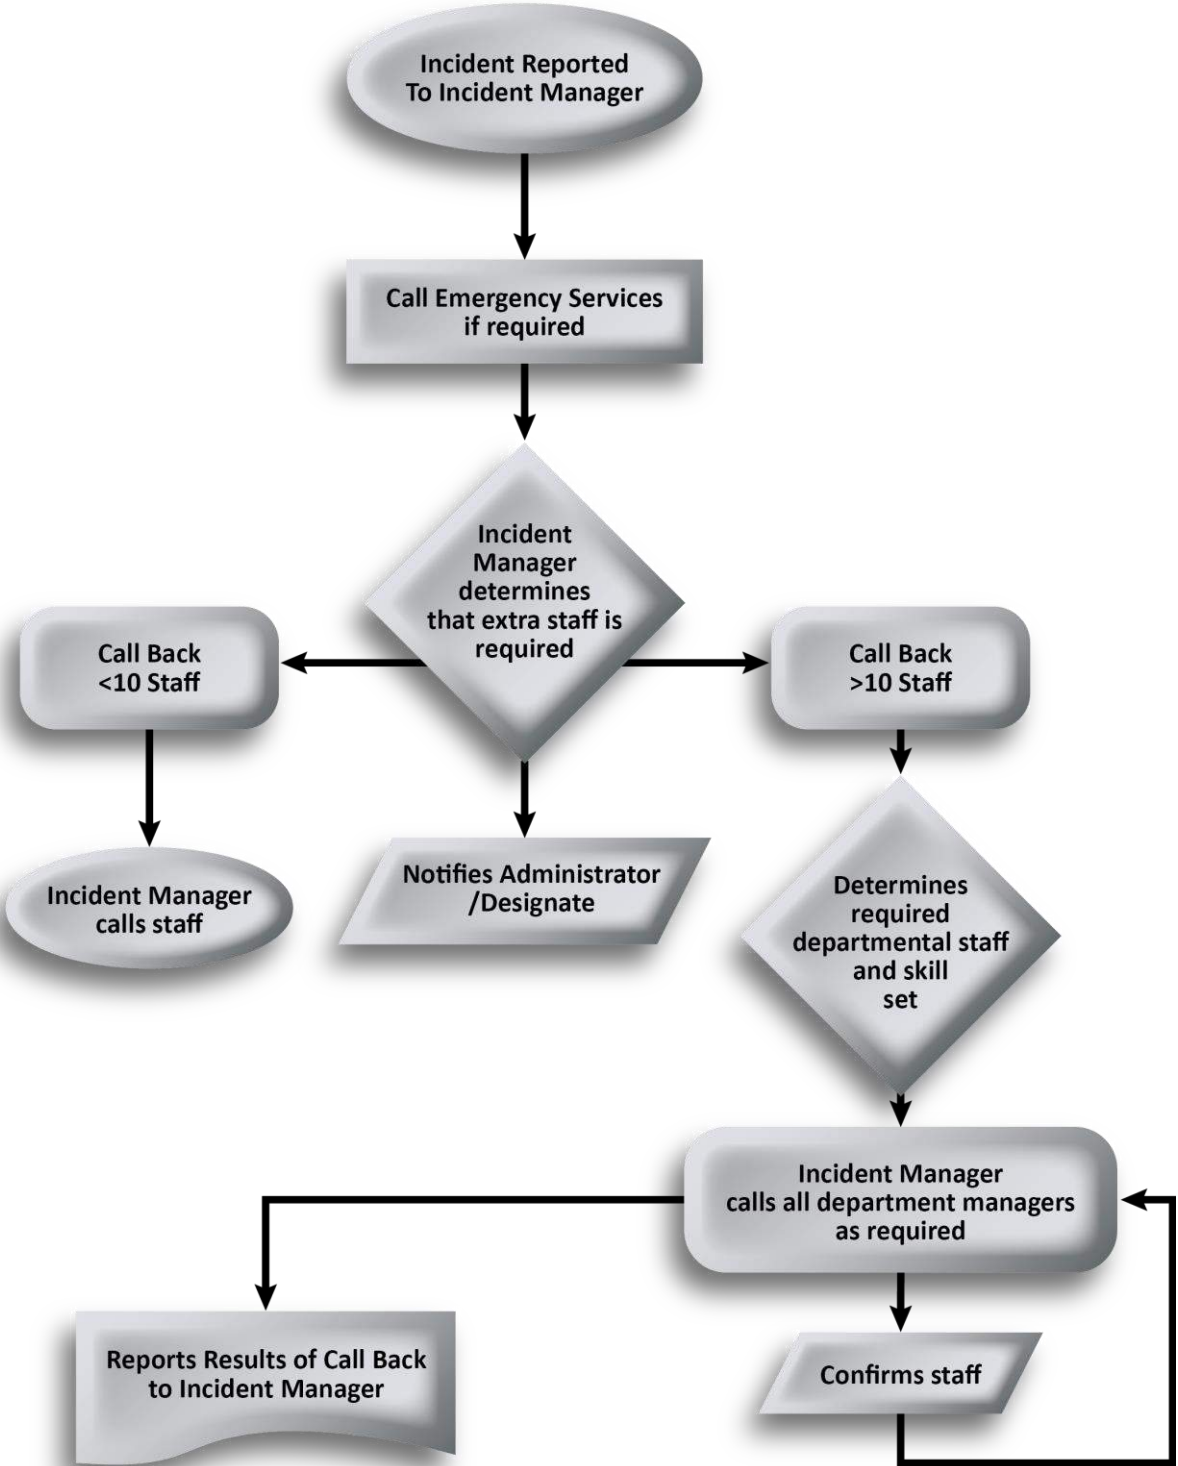 Incident Reported
To Incident Manager
Call Emergency Services
if required
Incident
Manager
determines
that extra staff is
required
Call Back
<10 Staff
Call Back
>10 Staff
Incident Manager
calls staff
Notifies Administrator
/Designate
Determines
required
departmental staff
and skill
set
Incident Manager
calls all department managers
as required
Reports Results of Call Back
to Incident Manager
Confirms staff